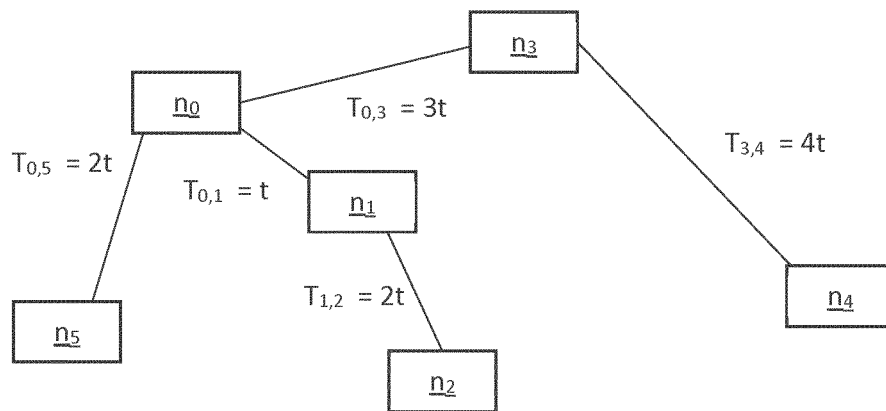 n₃
n₀
T₀,₃ = 3t
T₃,₄ = 4t
T₀,₅ = 2t
T₀,₁ = t
n₁
n₄
T₁,₂ = 2t
n₅
n₂